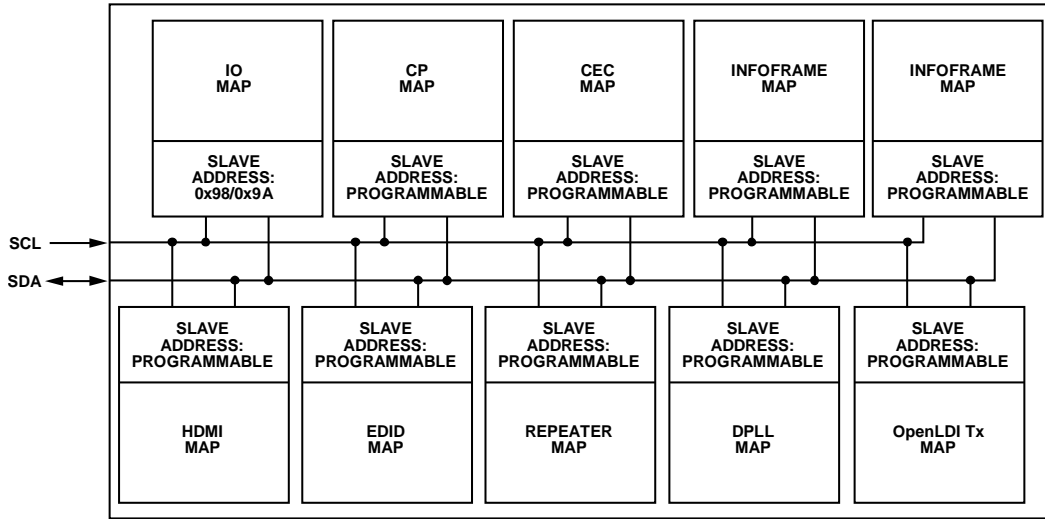 IO
MAP
CP
MAP
CEC
MAP
INFOFRAME
MAP
INFOFRAME
MAP
SLAVE
ADDRESS:
0x98/0x9A
SLAVE
ADDRESS:
PROGRAMMABLE
SLAVE
ADDRESS:
PROGRAMMABLE
SLAVE
ADDRESS:
PROGRAMMABLE
SLAVE
ADDRESS:
PROGRAMMABLE
SCL
SDA
SLAVE
ADDRESS:
PROGRAMMABLE
SLAVE
ADDRESS:
PROGRAMMABLE
SLAVE
ADDRESS:
PROGRAMMABLE
SLAVE
ADDRESS:
PROGRAMMABLE
SLAVE
ADDRESS:
PROGRAMMABLE
HDMI
MAP
EDID
MAP
REPEATER
MAP
DPLL
MAP
OpenLDI Tx
MAP